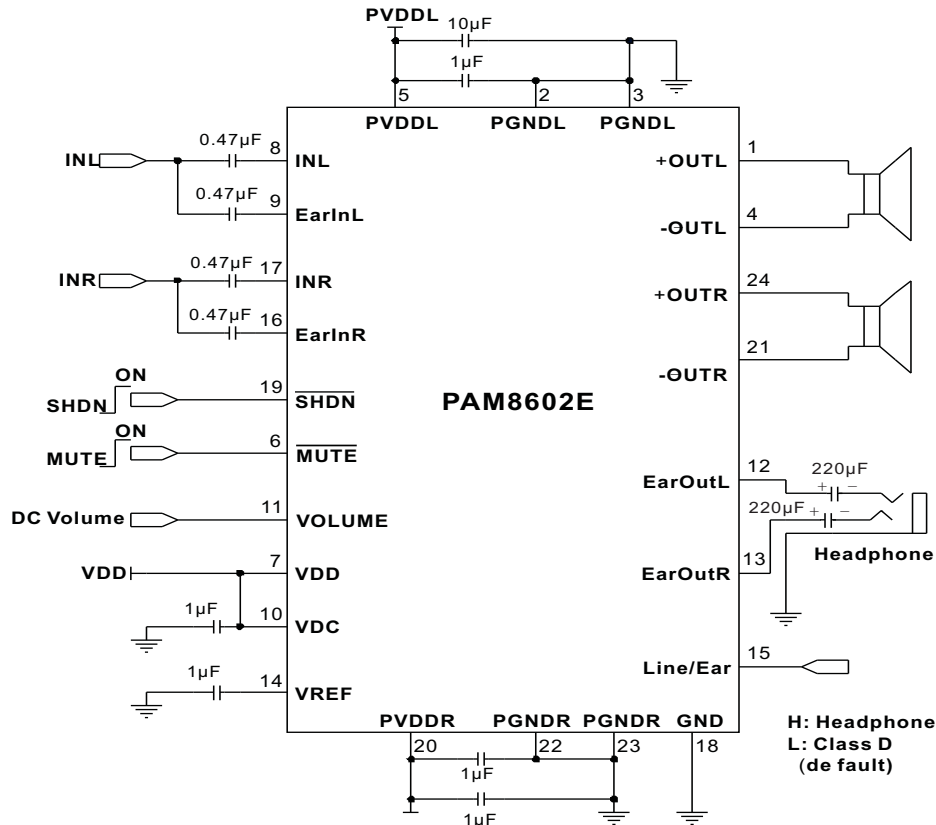 PVDDL
10µF
1µF
5 2 3
PVDDL PGNDL PGNDL
0.47µF
INL 8 INL
0.47µF
9 EarInL
0.47µF
INR 17 INR
0.47µF
16 EarInR
ON
SHDN 19 SHDN
ON
MUTE 6 MUTE
DC Volume 11 VOLUME
VDD 7 VDD
1µF 10 VDC
1µF 14 VREF
PAM8602E
+OUTL 1
-OUTL 4
+OUTR 24
-OUTR 21
EarOutL 12
220µF
+ −
220µF + −
Headphone
EarOutR 13
Line/Ear 15
H: Headphone
L: Class D
(de fault)
PVDDR PGNDR PGNDR GND
20 22 23 18
1µF
1µF